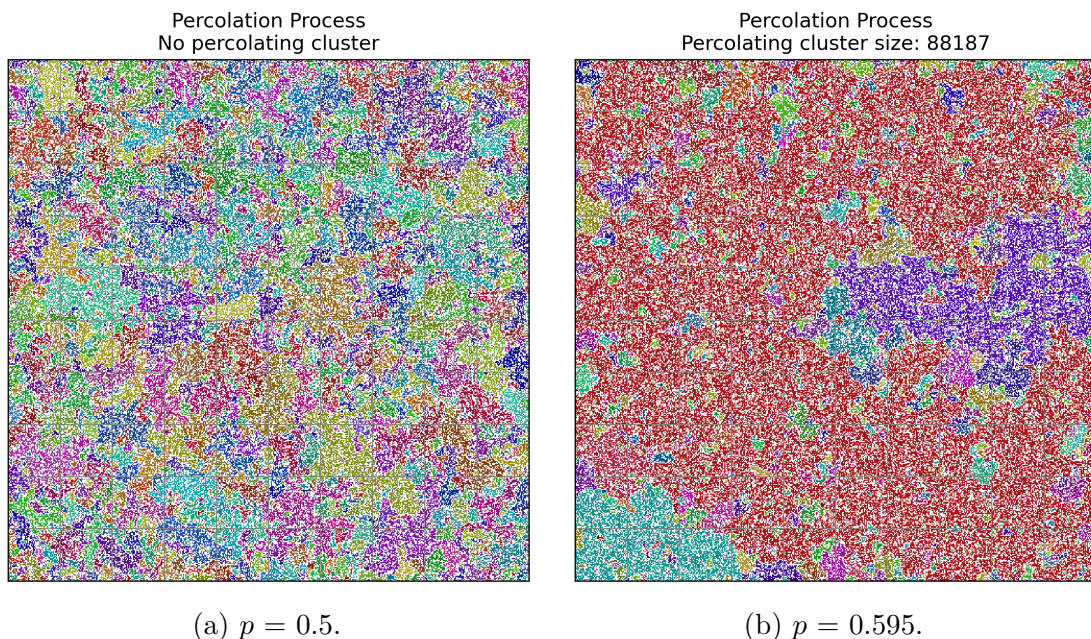 Percolation Process
No percolating cluster
Percolating cluster size: 88187
Percolation Process
(a) p = 0.5.
(b) p = 0.595.